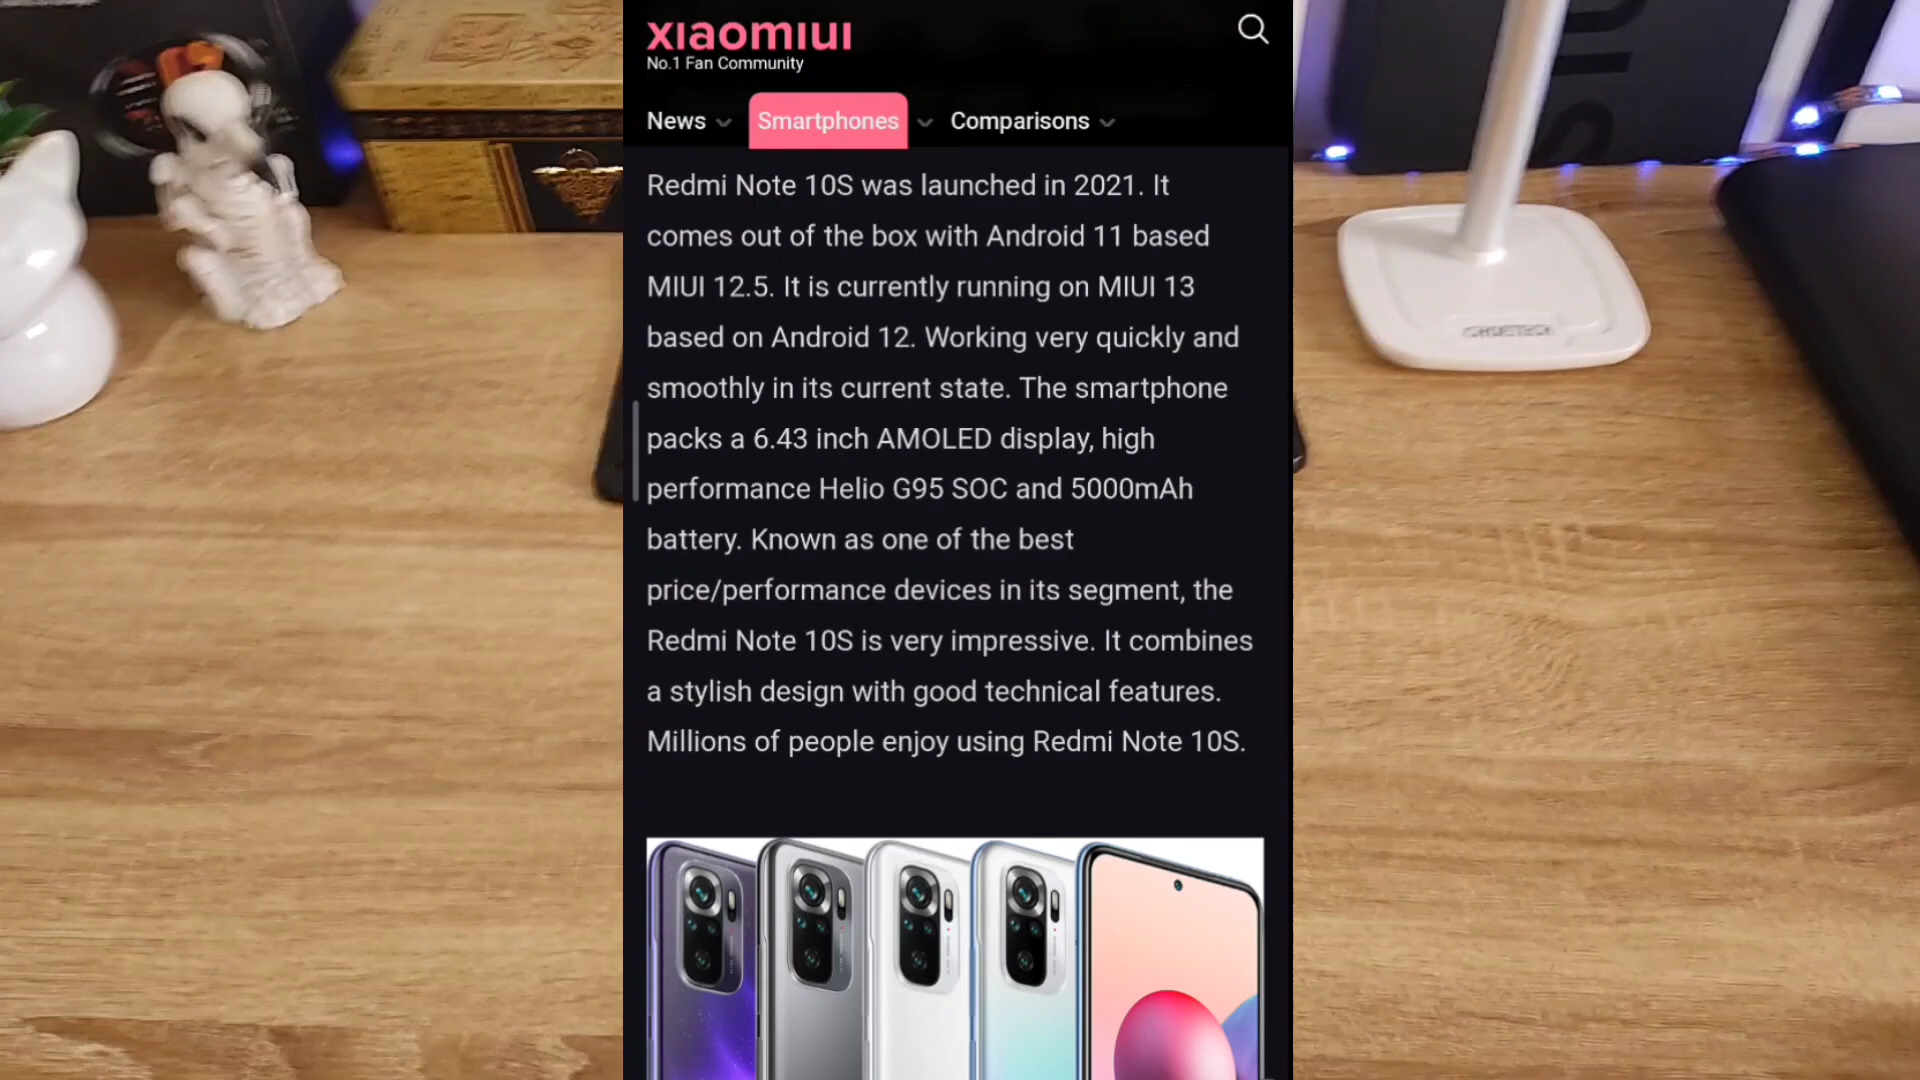 xiaomiui
No.1 Fan Community
News Smartphones Comparisons
Redmi Note 10S was launched in 2021. It
comes out of the box with Android 11 based
MIUI 12.5. It is currently running on MIUI 13
based on Android 12. Working very quickly and
smoothly in its current state. The smartphone
packs a 6.43 inch AMOLED display, high
performance Helio G95 SOC and 5000mAh
battery. Known as one of the best
price/performance devices in its segment, the
Redmi Note 10S is very impressive. It combines
a stylish design with good technical features.
Millions of people enjoy using Redmi Note 10S.